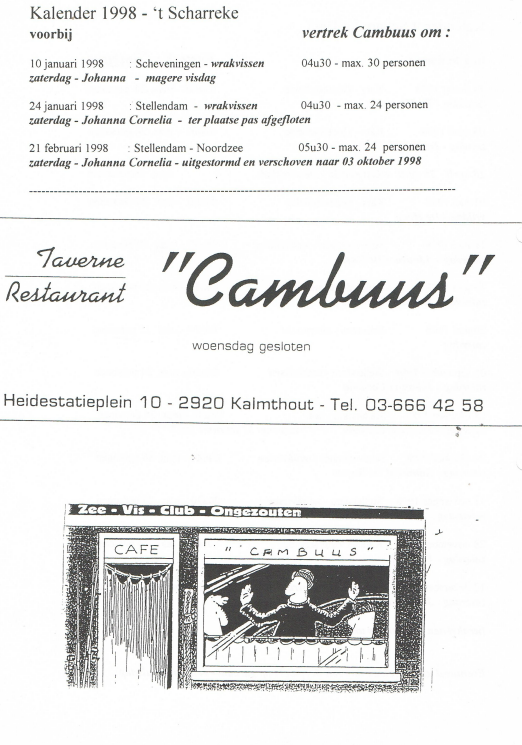 Kalender 1998 - ‘t Scharreke
voorbij vertrek Cambuus om :
10 januari 1998 : Scheveningen - wrakvissen 04u30 - max. 30 personen
zaterdag - Johanna - magere visdag
24 januari 1998 : Stellendam - wrakvissen 04u30 - max. 24 personen
zaterdag - Johanna Cornelia - ter plaatse pas afgefloten
21 februari 1998 : Stellendam - Noordzee 05u30 - max. 24 personen
zaterdag - Johanna Cornelia - uitgestormd en verschoven naar 03 oktober 1998
Taverne
Restaurant
"Cambuus"
woensdag gesloten
Heidestatieplein 10 - 2920 Kalmthout - Tel. 03-666 42 58
Zee - Vis - Club - Ongezouten
CAFE
" CAMBUUS "